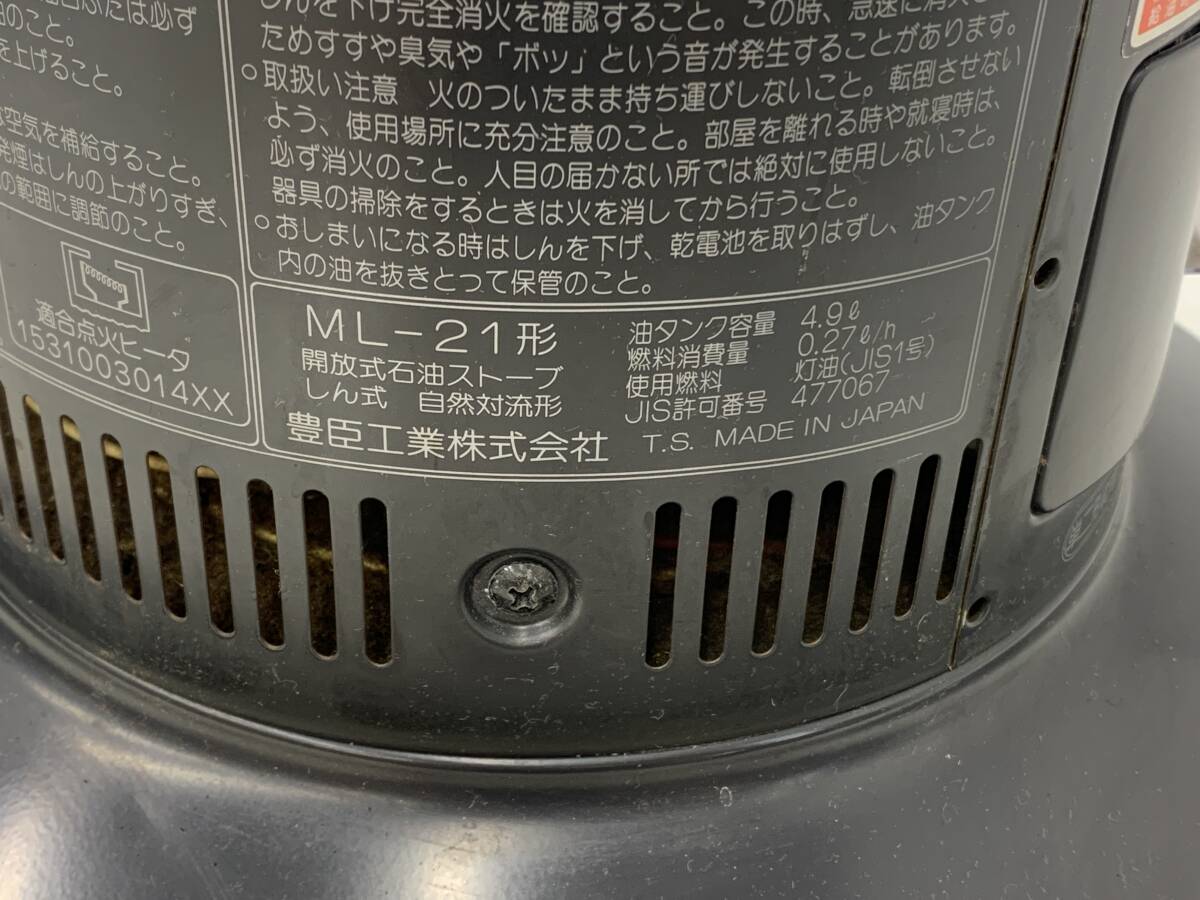 ふたは必ず
のこと。
を上げること。
空気を補給すること。
発煙はしんの上がりすぎ、
の範囲に調節のこと。
適合点火ヒータ
1531003014XX
しんを下げ完全消火を確認すること。この時、急速に消火
ためすすや臭気や「ボッ」という音が発生することがあります。
○取扱い注意 火のついたまま持ち運びしないこと。転倒させない
よう、使用場所に充分注意のこと。部屋を離れる時や就寝時は、
必ず消火のこと。人目の届かない所では絶対に使用しないこと。
器具の掃除をするときは火を消してから行うこと。
○おしまいになる時はしんを下げ、乾電池を取りはずし、油タンク
内の油を抜きとって保管のこと。
ML-21形
開放式石油ストーブ
しん式 自然対流形
豊臣工業株式会社
油タンク容量 4.9ℓ
燃料消費量 0.27ℓ/h
使用燃料 灯油(JIS1号)
JIS許可番号 477067
T.S. MADE IN JAPAN